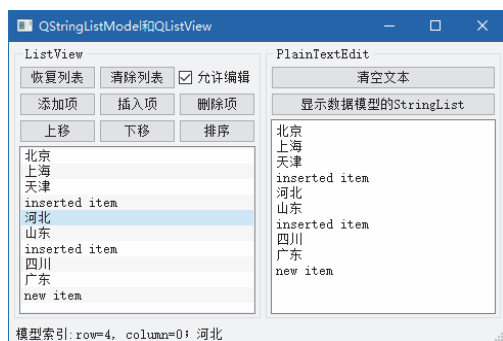 QStringListModel和QListView
ListView
恢复列表 清除列表 允许编辑
添加项 插入项 删除项
上移 下移 排序
北京
上海
天津
inserted item
河北
山东
inserted item
四川
广东
new item
PlainTextEdit
清空文本
显示数据模型的StringList
北京
上海
天津
inserted item
河北
山东
inserted item
四川
广东
new item
模型索引:row=4, column=0; 河北